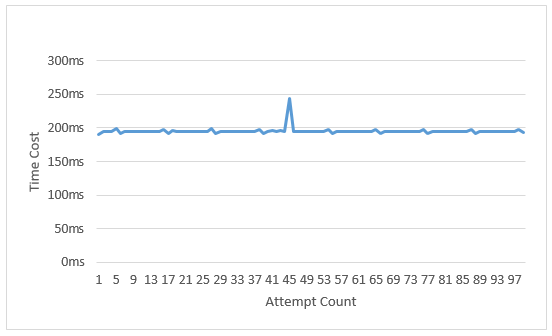 300ms
250ms
200ms
150ms
100ms
50ms
0ms
Time Cost
1 5 9 13 17 21 25 29 33 37 41 45 49 53 57 61 65 69 73 77 81 85 89 93 97
Attempt Count